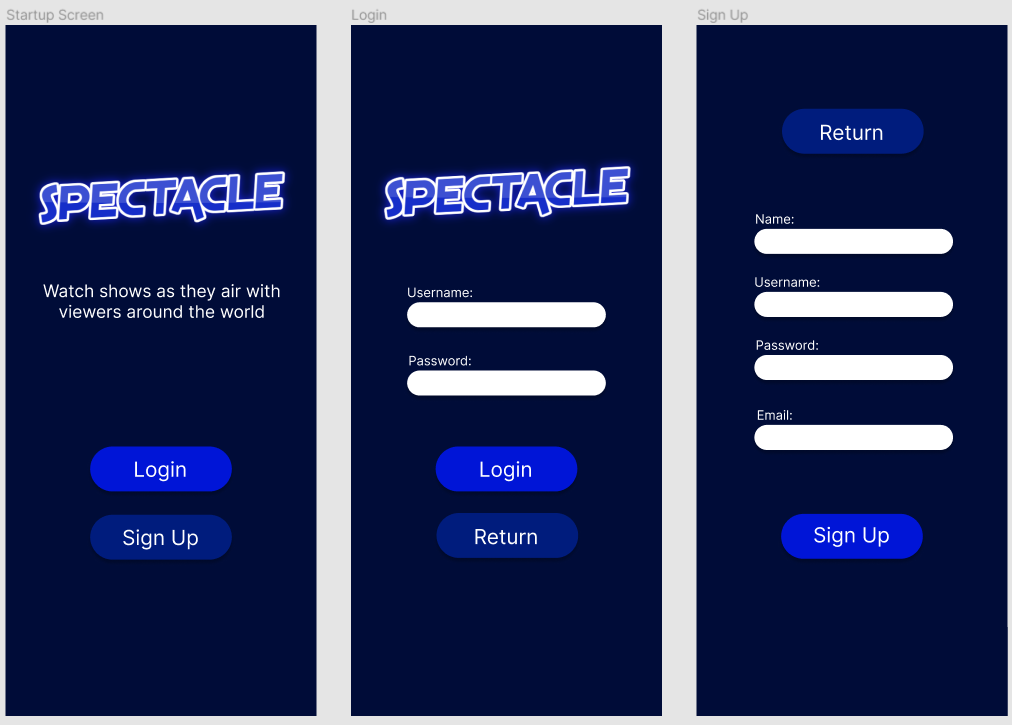 Startup Screen
SPECTACLE
Watch shows as they air with
viewers around the world
Login
Sign Up
Login
SPECTACLE
Username:
Password:
Login
Return
Sign Up
Return
Name:
Username:
Password:
Email:
Sign Up